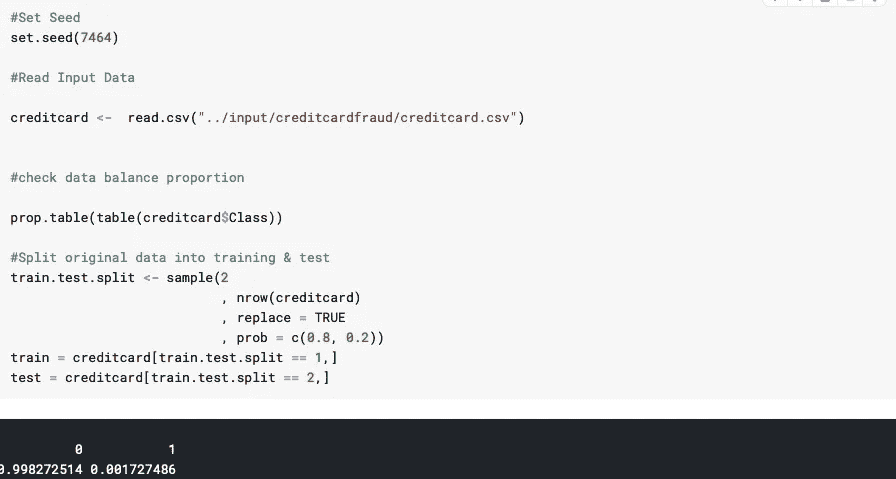 #Set Seed
set.seed(7464)
#Read Input Data
creditcard <- read.csv("../input/creditcardfraud/creditcard.csv")
#check data balance proportion
prop.table(table(creditcard$Class))
#Split original data into training & test
train.test.split <- sample(2
, nrow(creditcard)
, replace = TRUE
, prob = c(0.8, 0.2))
train = creditcard[train.test.split == 1,]
test = creditcard[train.test.split == 2,]
0 1
0.998272514 0.001727486